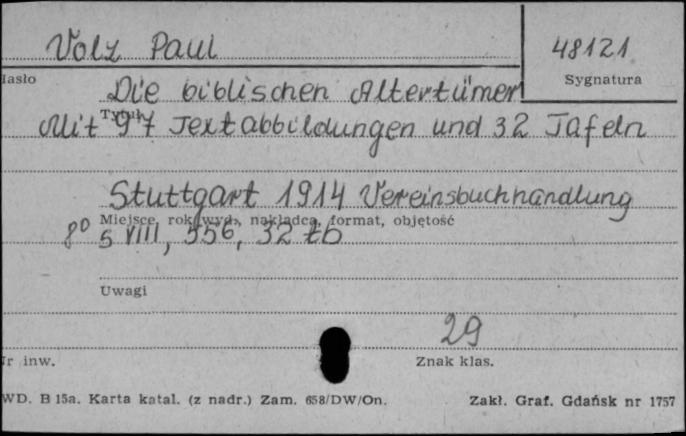 Volz Paul
48121
Hasło
Sygnatura
Die biblischen Altertümer
Tytuł
Mit 97 Textabbildungen und 32 Tafeln
Stuttgart 1914 Vereinsbuchhandlung
Miejsce, rok wyd., nakładca, format, objętość
8° S VIII, 556, 32 tb
Uwagi
29
Nr inw.
Znak klas.
WD. B 15a. Karta katal. (z nadr.) Zam. 658/DW/On.
Zakł. Graf. Gdańsk nr 1757